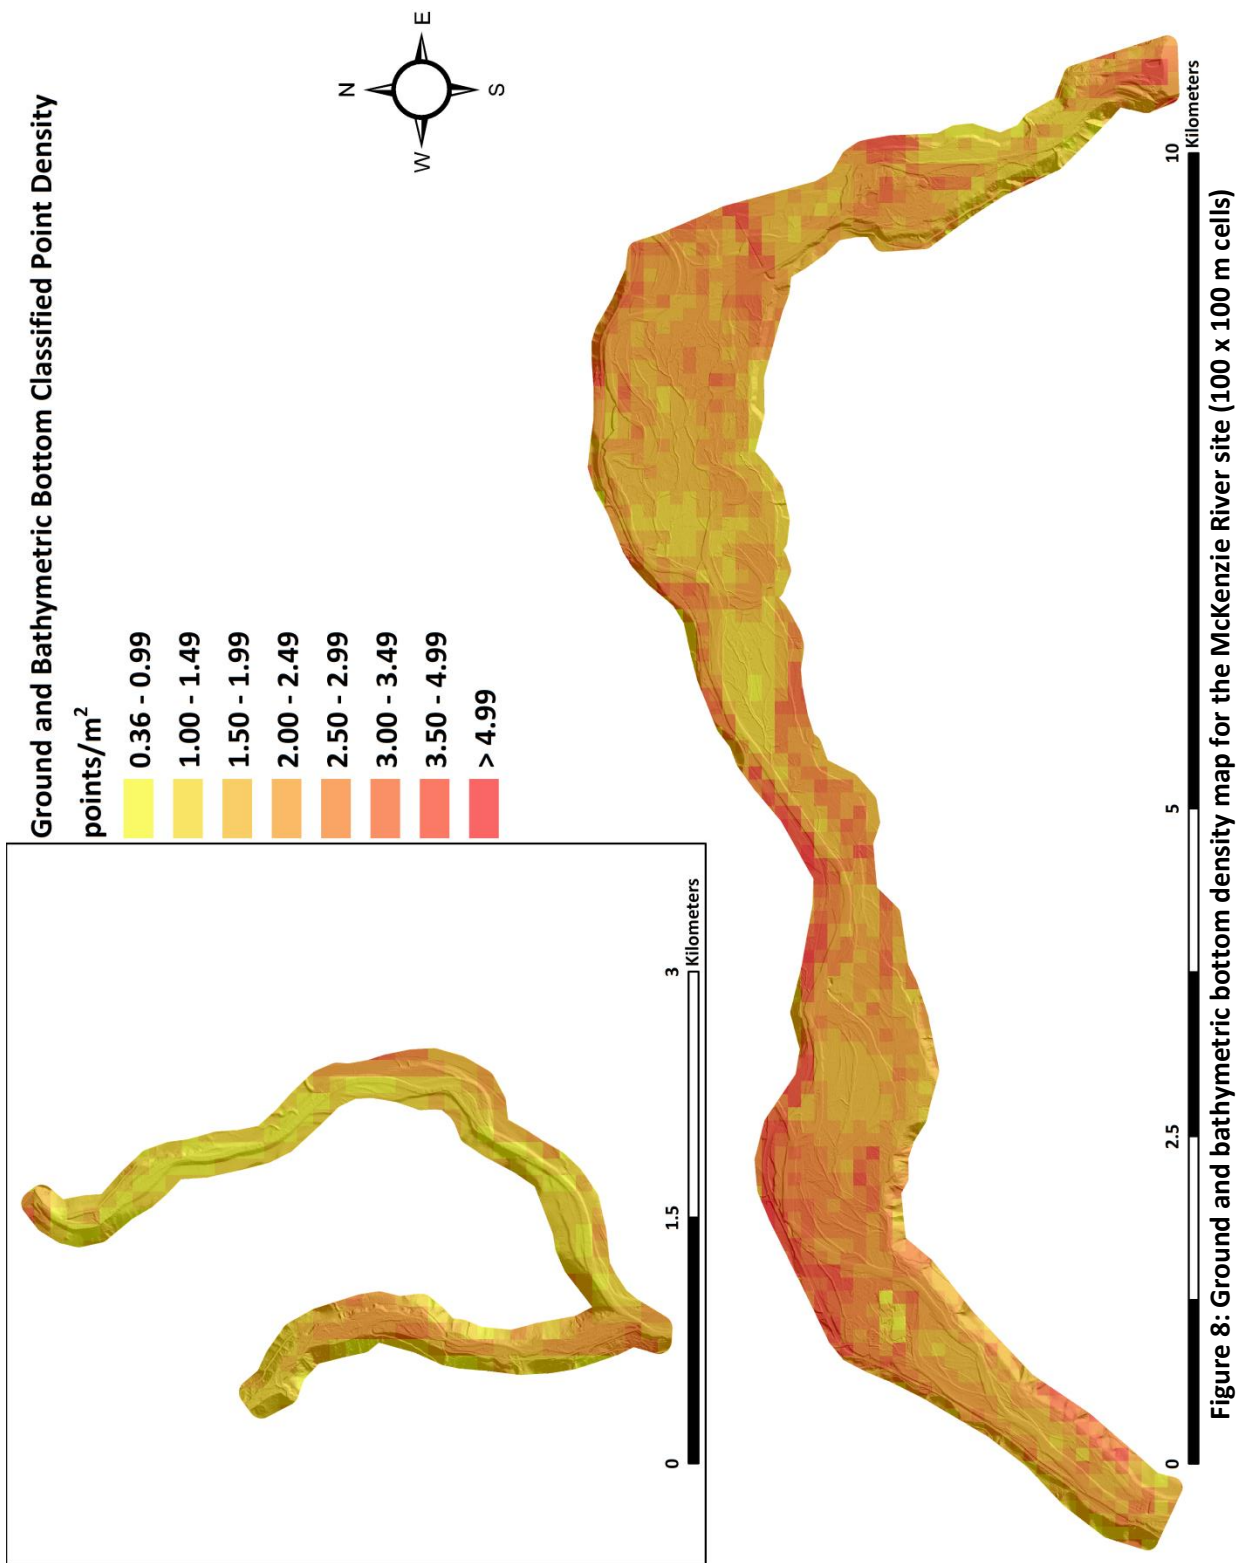 Ground and Bathymetric Bottom Classified Point Density
points/m²
0.36 - 0.99
1.00 - 1.49
1.50 - 1.99
2.00 - 2.49
2.50 - 2.99
3.00 - 3.49
3.50 - 4.99
> 4.99
N
W
E
S
0
1.5
3
Kilometers
0
2.5
5
10
Kilometers
Figure 8: Ground and bathymetric bottom density map for the McKenzie River site (100 x 100 m cells)